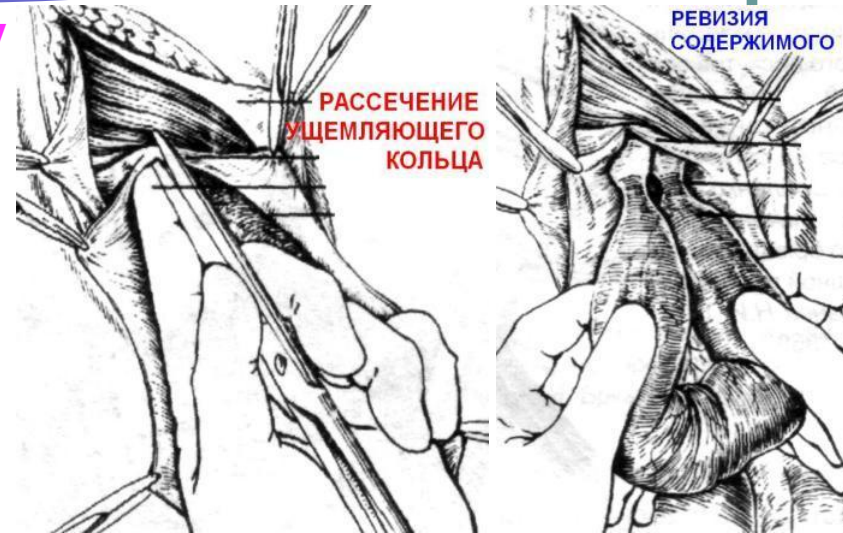 РАССЕЧЕНИЕ
УЩЕМЛЯЮЩЕГО
КОЛЬЦА
РЕВИЗИЯ
СОДЕРЖИМОГО